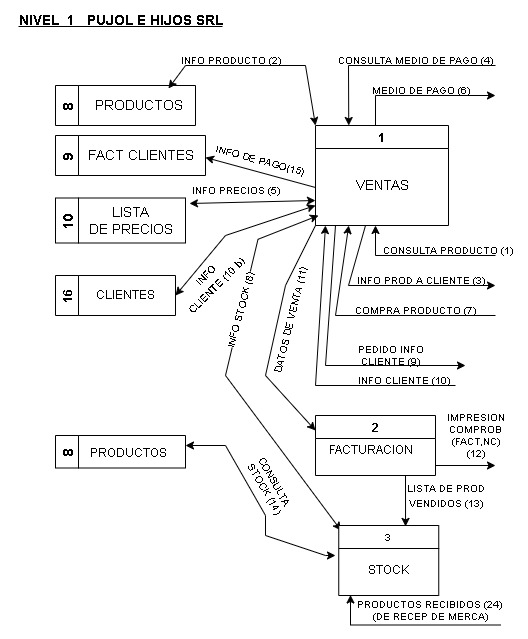 NIVEL 1 PUJOL E HIJOS SRL
INFO PRODUCTO (2)
CONSULTA MEDIO DE PAGO (4)
MEDIO DE PAGO (6)
8 PRODUCTOS
1
VENTAS
9 FACT CLIENTES
INFO DE PAGO(15)
INFO PRECIOS (5)
10 LISTA
DE PRECIOS
CONSULTA PRODUCTO (1)
16 CLIENTES
INFO
CLIENTE (10 b)
INFO STOCK (8)
DATOS DE VENTA (11)
INFO PROD A CLIENTE (3)
COMPRA PRODUCTO (7)
PEDIDO INFO
CLIENTE (9)
INFO CLIENTE (10)
2
FACTURACION
IMPRESION
COMPROB
(FACT,NC)
(12)
8 PRODUCTOS
CONSULTA
STOCK (14)
LISTA DE PROD
VENDIDOS (13)
3
STOCK
PRODUCTOS RECIBIDOS (24)
(DE RECEP DE MERCA)